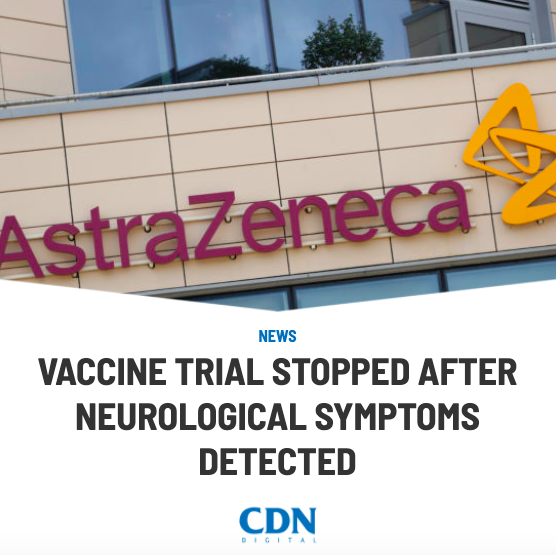 AstraZeneca
NEWS
VACCINE TRIAL STOPPED AFTER
NEUROLOGICAL SYMPTOMS
DETECTED
CDN
DIGITAL